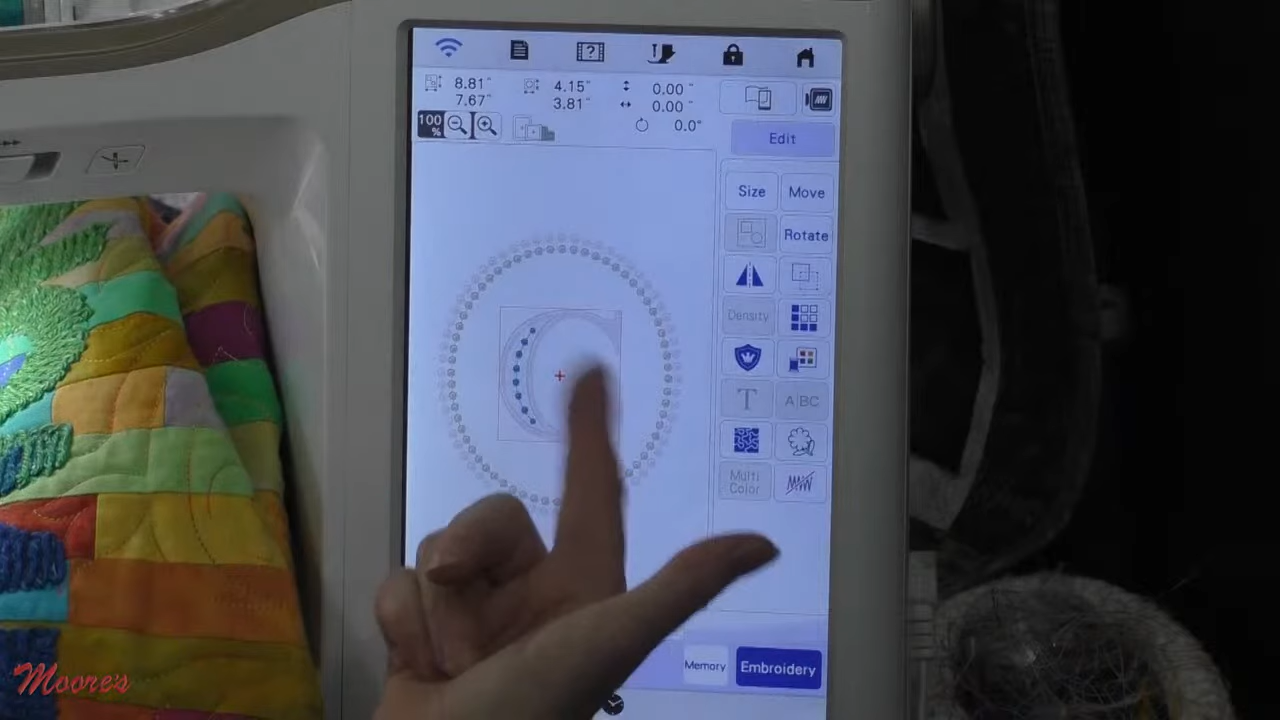 8.81" 4.15" 0.00 "
7.67" 3.81" 0.00 "
100 % 0.0°
Edit
Size Move
Rotate
Density
T A|BC
Multi
Color
Memory Embroidery
Moore's